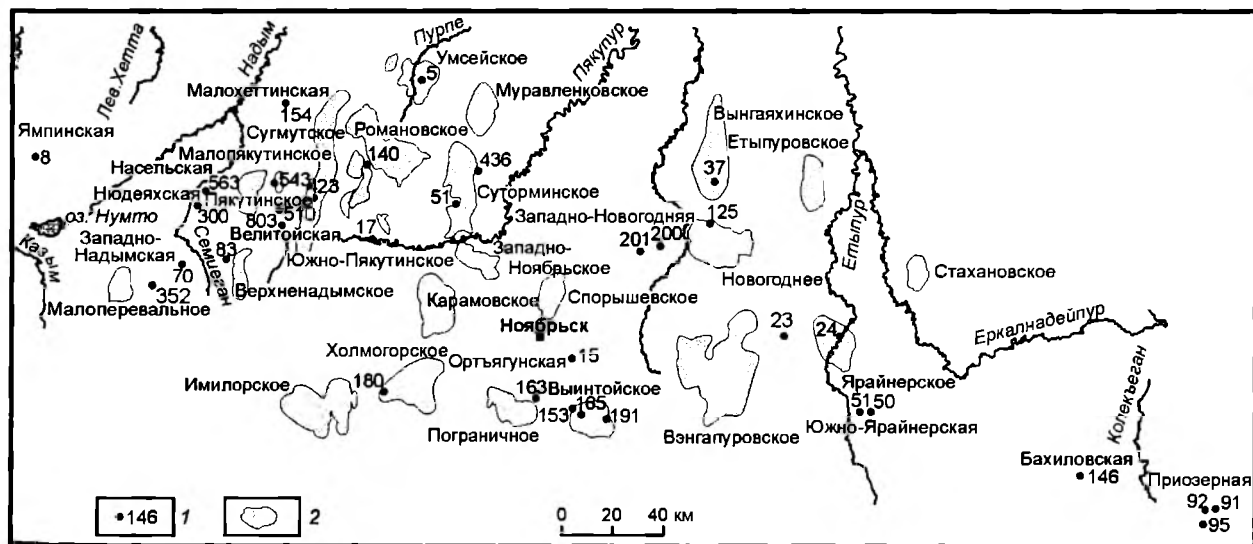 Лев.Хетта
Надым
Пурпе
Умсейское
5
Пякупур
Муравленковское
Малохеттинская
154
Сугмутское
Романовское
140
Вынгаяхинское
Етыпуровское
37
Ямпинская
8
Малопякутинское
Насельская
563
543
423
436
Нюдеяхская
Пякутинское
300
510
803
51
Суторминское
оз. Нумто
Казым
Велитойская
17
Западно-Новогодняя
125
201
200
Западно-
Надымская
70
Семиеган
83
Южно-Пякутинское
Западно-
Ноябрьское
Етыпур
352
Малоперевальное
Верхненадымское
Карамовское
Спорышевское
Новогоднее
Стахановское
Ноябрьск
23
24
Еркалнадейпур
Холмогорское
Ортъягунская
15
Имилорское
180
163
Выинтойское
153
165
191
Ярайнерское
51
50
Пограничное
Вэнгапуровское
Южно-Ярайнерская
Колекъеган
Бахиловская
146
Приозерная
92
91
95
146
1
2
0 20 40 км